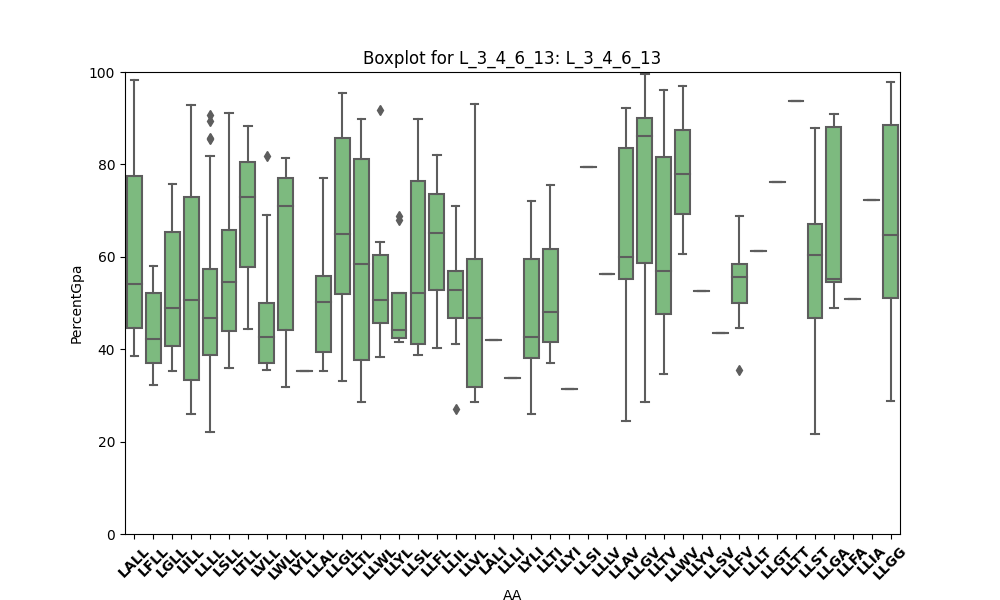 Boxplot for L_3_4_6_13: L_3_4_6_13
PercentGpa
100
80
60
40
20
0
LALL LFLL LGLL LILL LLLL LSLL LTLL LVLL LWLL LYLL LLAL LLGL LLTL LLWL LLYL LLSL LLFL LLIL LLVL LALI LLLI LYLI LLTI LLYI LLSI LLLV LLAV LLGV LLTV LLWV LLYV LLSV LLFV LLLT LLGT LLTT LLST LLGA LLFA LLIA LLGG
AA